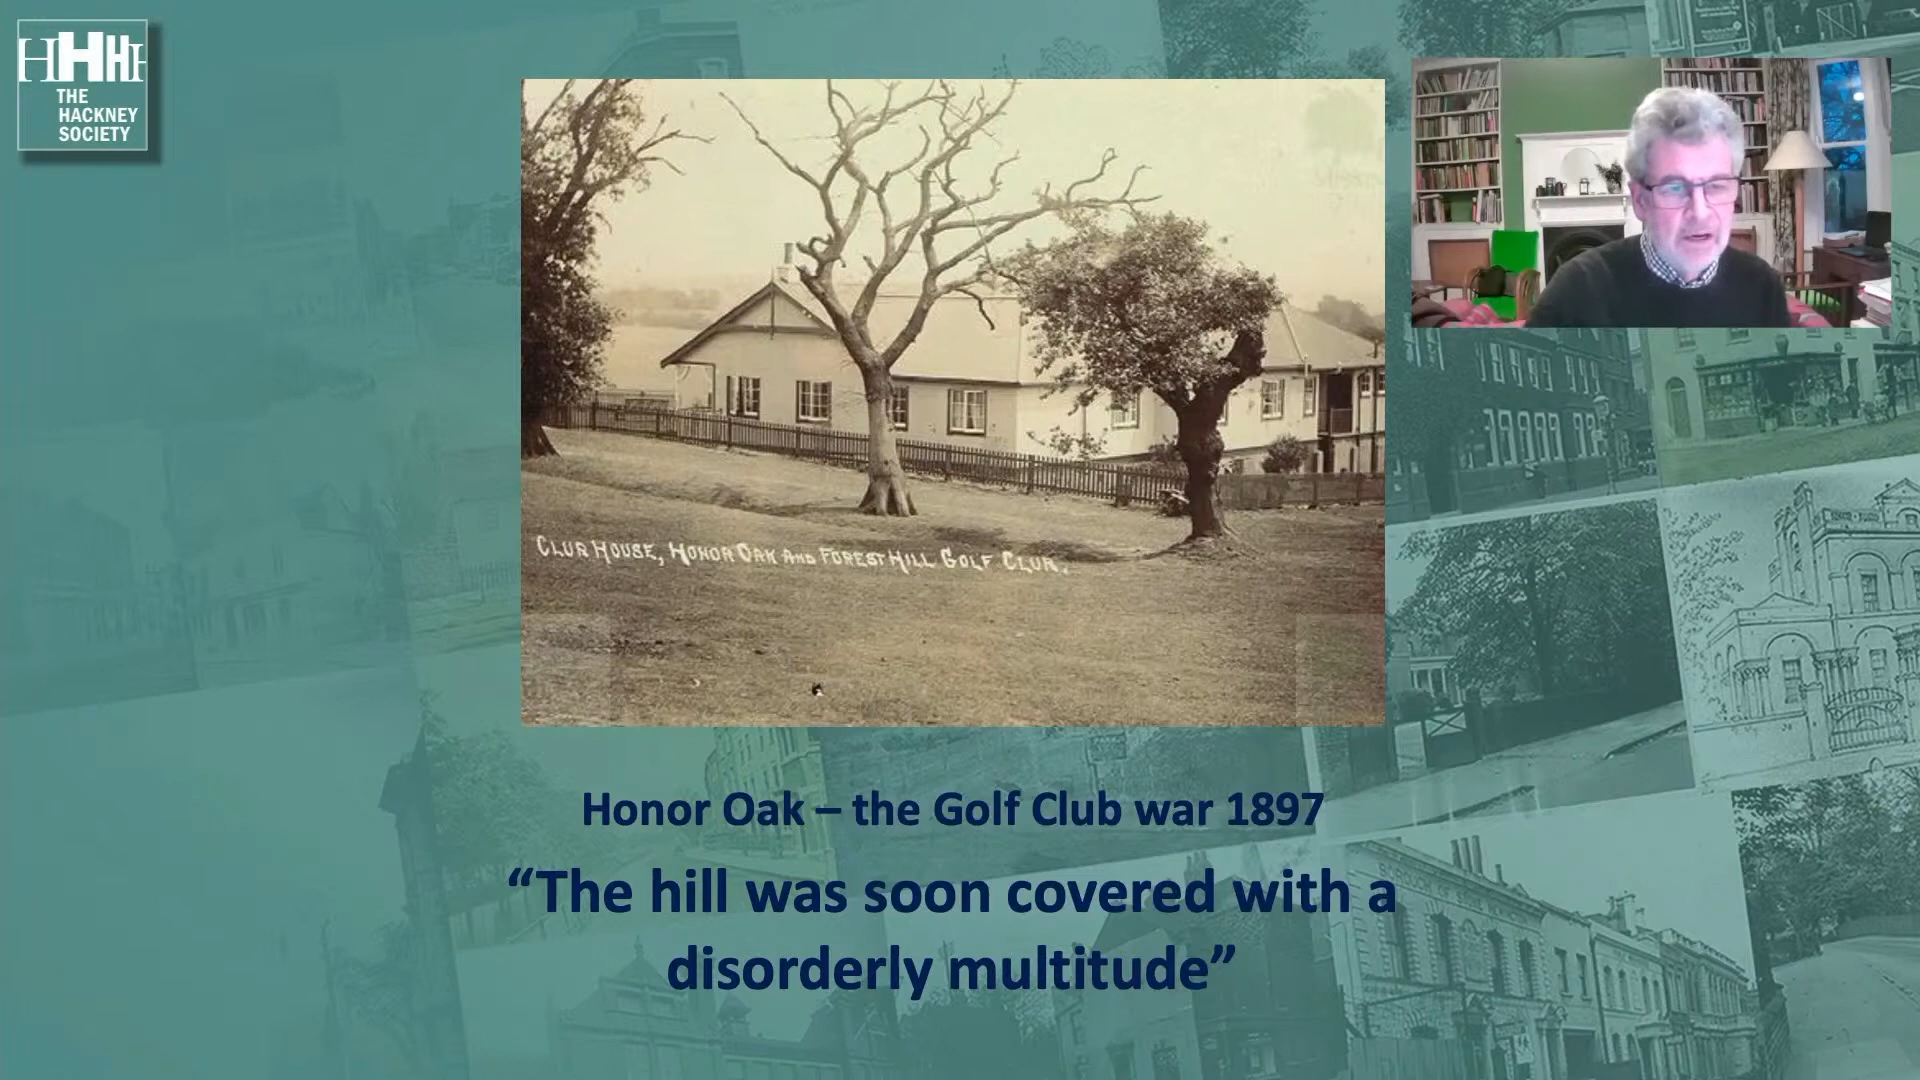 HHHH
THE
HACKNEY
SOCIETY
CLUB HOUSE, HONOR OAK AND FOREST HILL GOLF CLUB.
Honor Oak – the Golf Club war 1897
“The hill was soon covered with a
disorderly multitude”